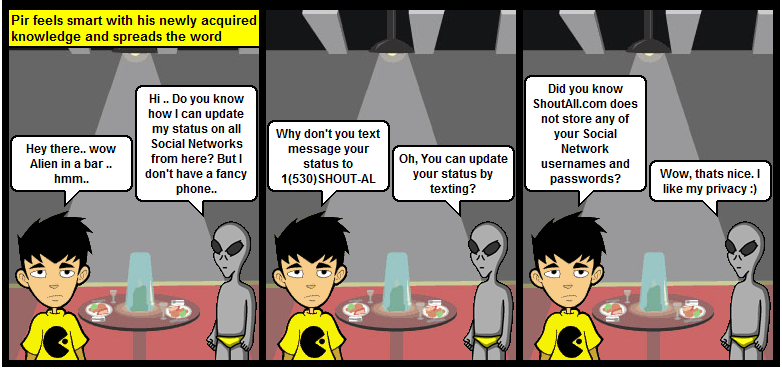 Pir feels smart with his newly acquired
knowledge and spreads the word
Hey there.. wow
Alien in a bar ..
hmm..
Hi .. Do you know
how I can update
my status on all
Social Networks
from here? But I
don't have a fancy
phone..
Why don't you text
message your
status to
1(530)SHOUT-AL
Oh, You can update
your status by
texting?
Did you know
ShoutAll.com does
not store any of
your Social
Network
usernames and
passwords?
Wow, thats nice. I
like my privacy :)